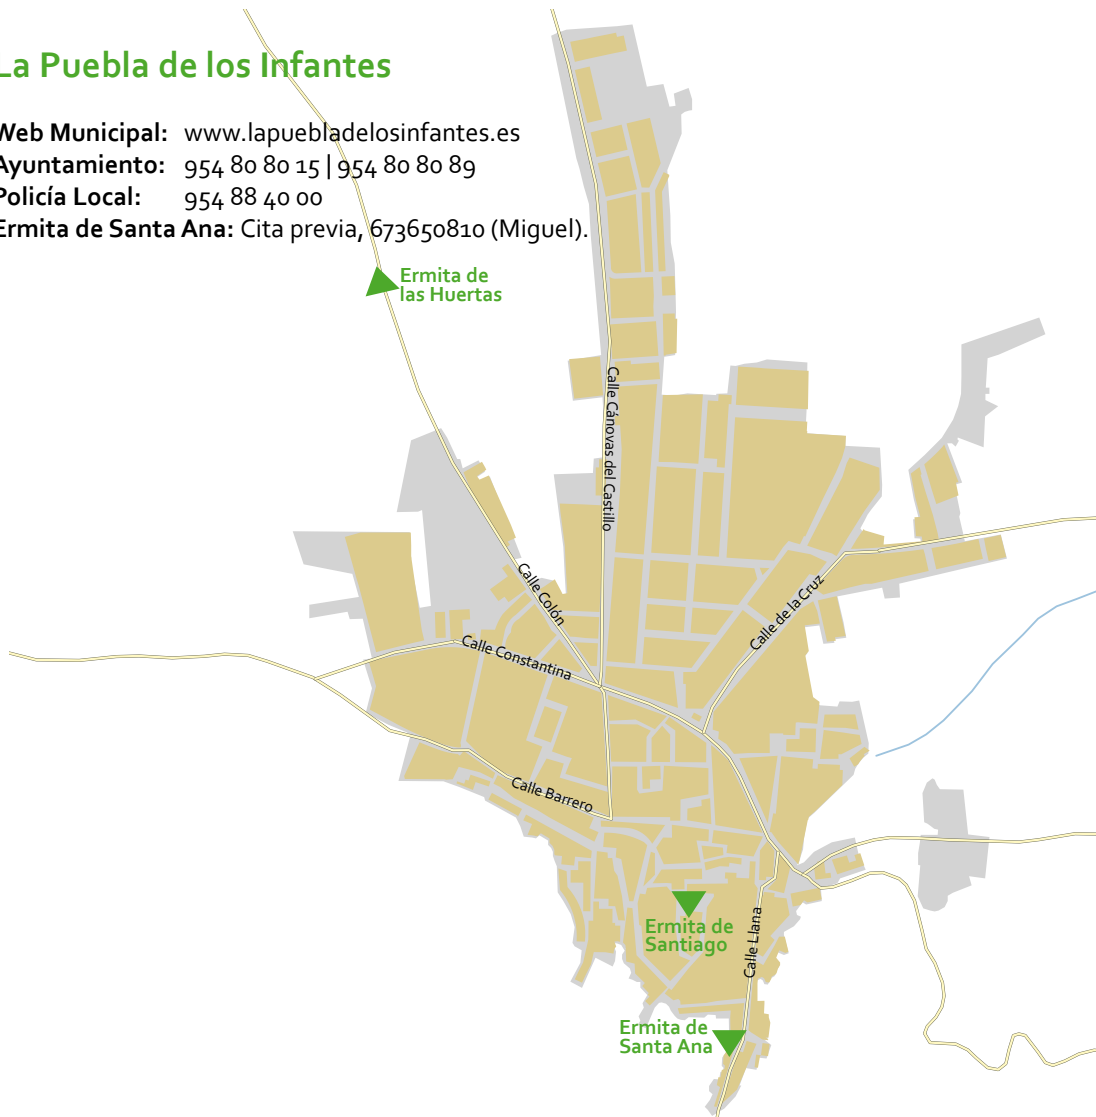 La Puebla de los Infantes
Web Municipal: www.lapuebladelosinfantes.es
Ayuntamiento: 954 80 80 15 | 954 80 80 89
Policía Local: 954 88 40 00
Ermita de Santa Ana: Cita previa, 673650810 (Miguel).
Ermita de
las Huertas
Calle Cánovas del Castillo
Calle Colón
Calle de la Cruz
Calle Constantina
Calle Barrero
Calle Llana
Ermita de
Santiago
Ermita de
Santa Ana